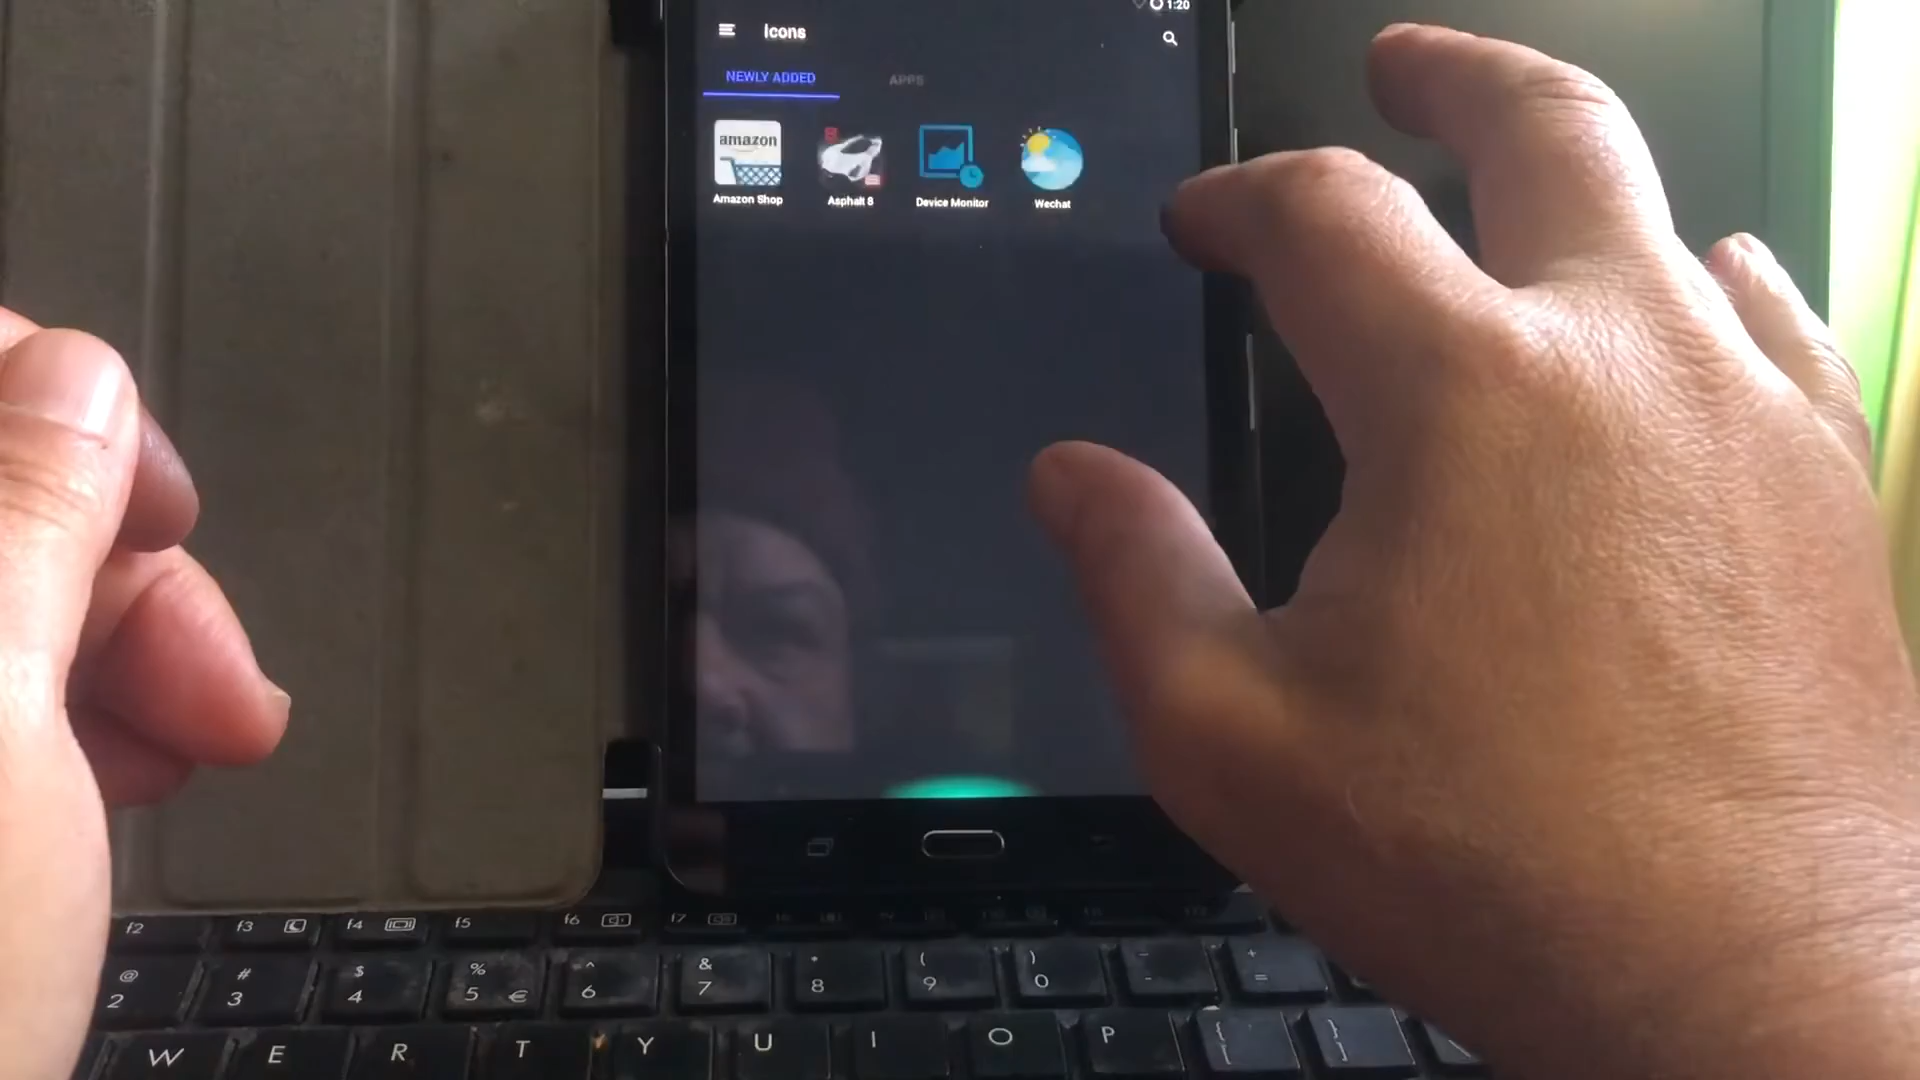 1:20
Icons
NEWLY ADDED APPS
amazon
Amazon Shop Asphalt 8 Device Monitor Wechat
f2 f3 f4 f5 f6 f7
@ # $ % ^ & * ( ) - +
2 3 4 5 € 6 7 8 9 0 - =
{ }
W E R T Y U I O P [ ]